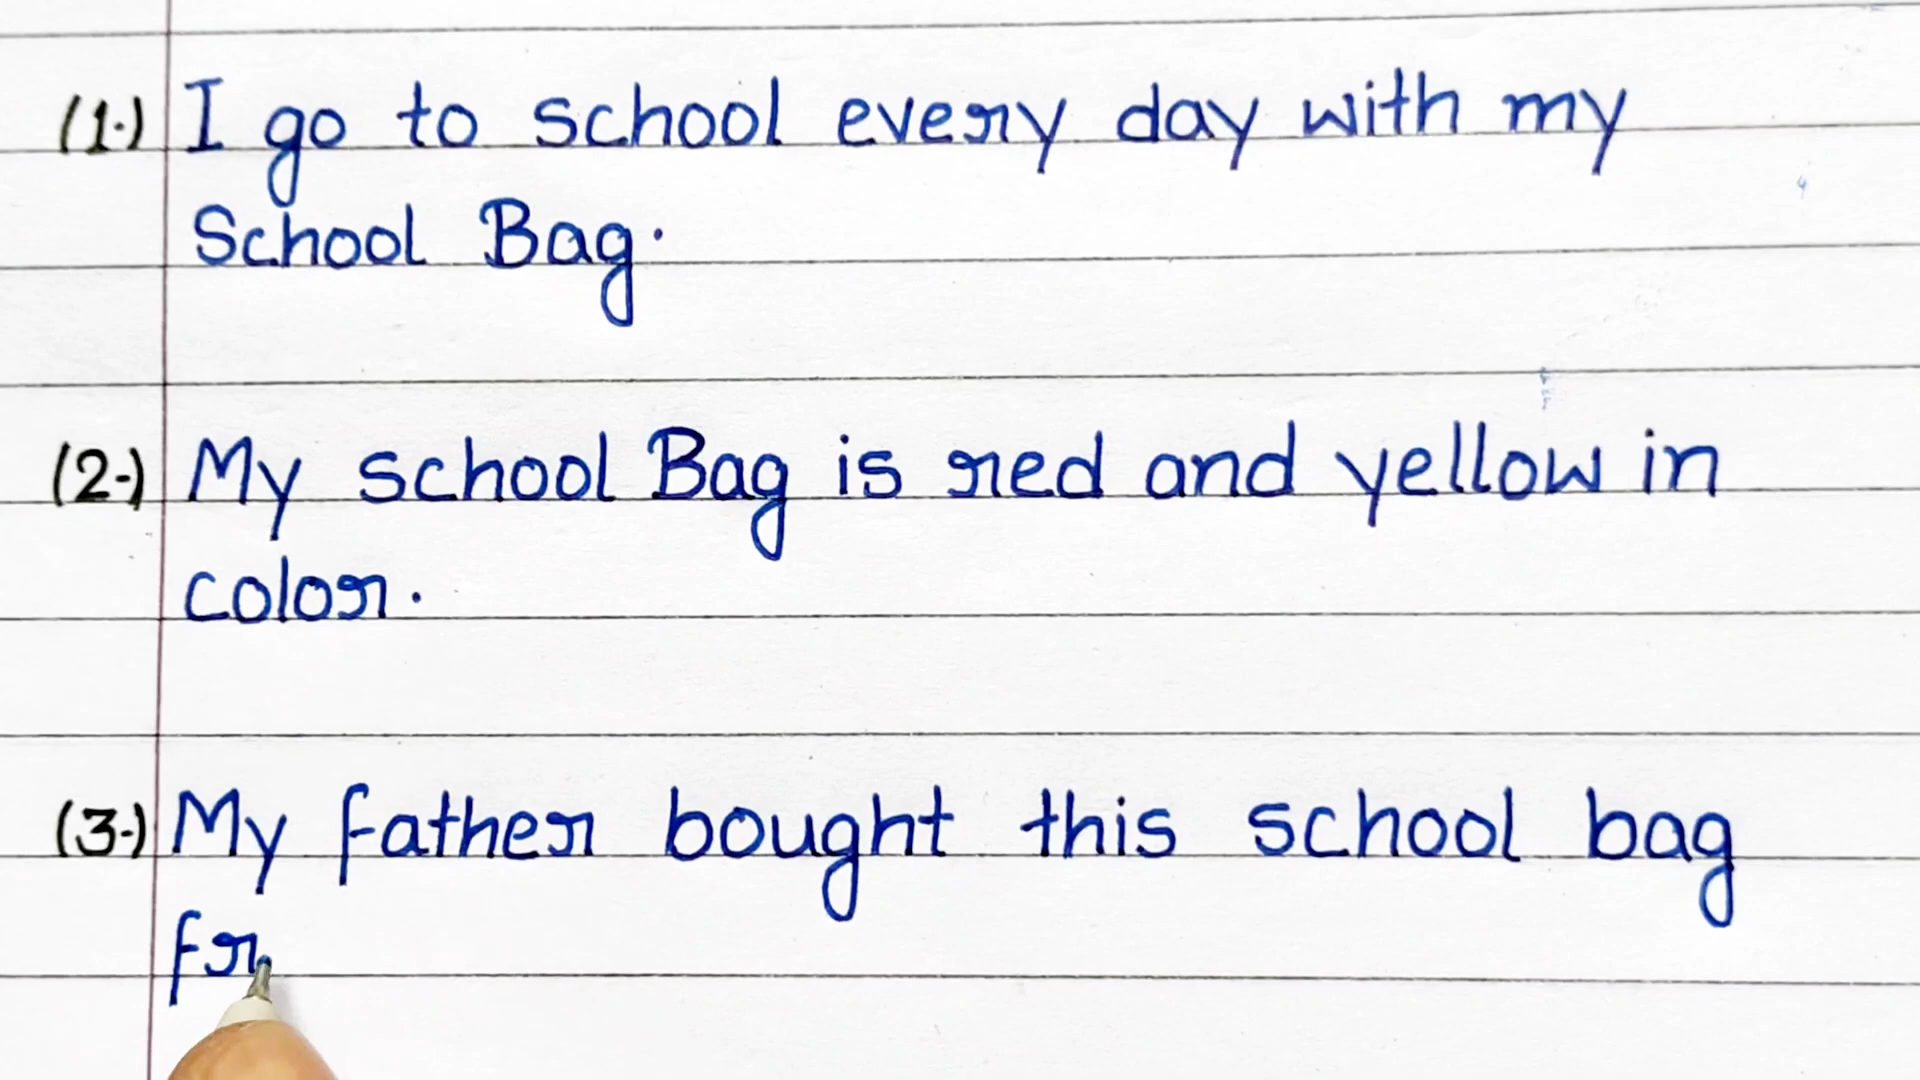 (1.) I go to school every day with my
School Bag.
(2.) My school Bag is red and yellow in
color.
(3.) My father bought this school bag
fr